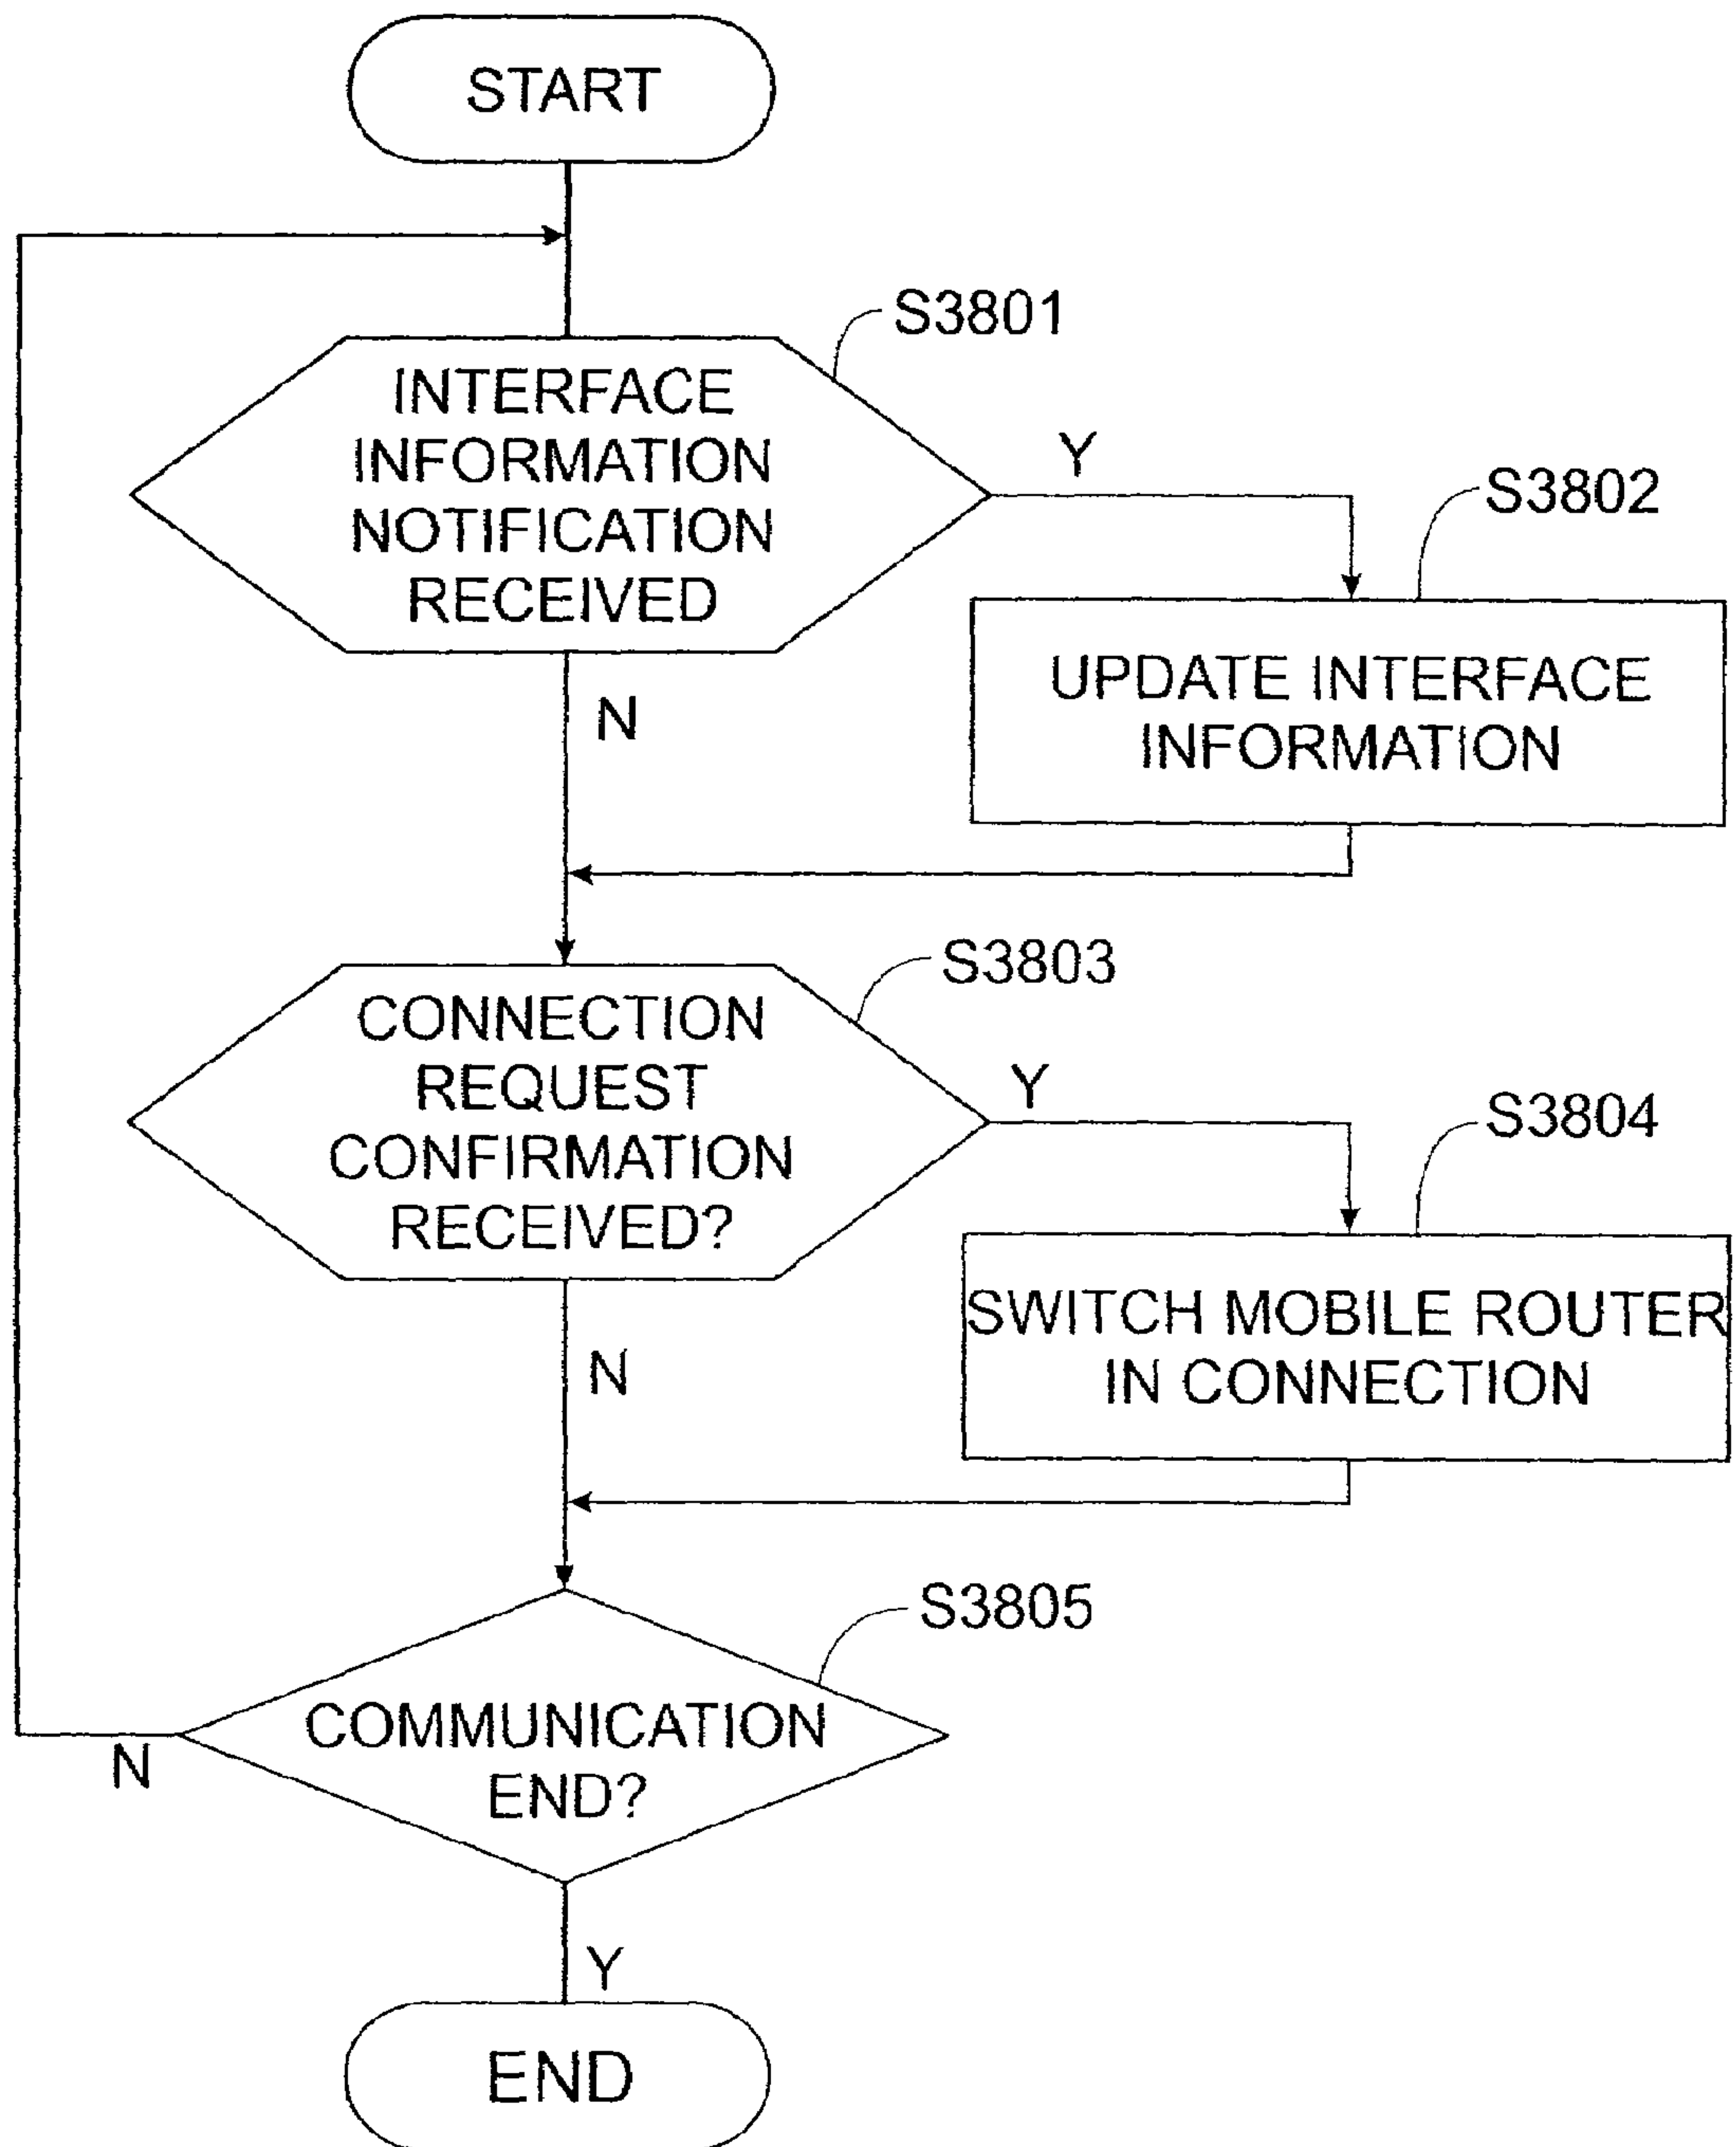 START
S3801
INTERFACE
INFORMATION
NOTIFICATION
RECEIVED
Y
S3802
UPDATE INTERFACE
INFORMATION
N
S3803
CONNECTION
REQUEST
CONFIRMATION
RECEIVED?
Y
S3804
SWITCH MOBILE ROUTER
IN CONNECTION
N
S3805
COMMUNICATION
END?
N
Y
END